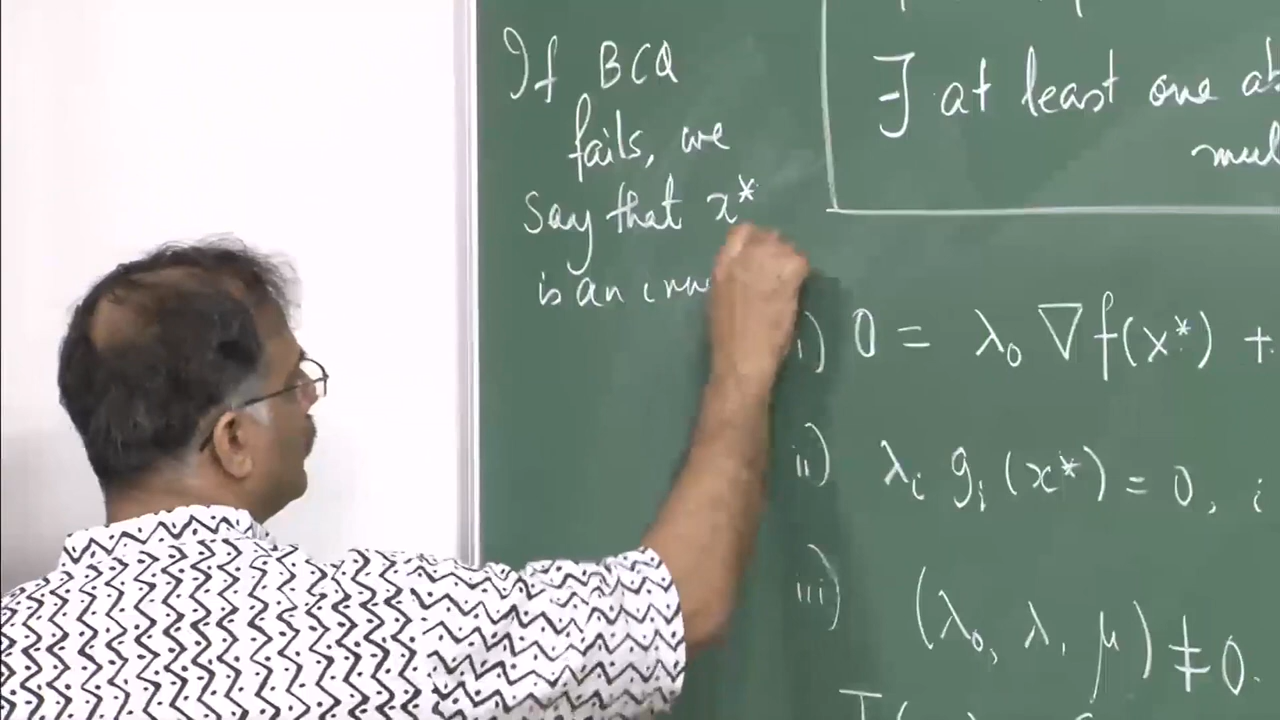 If BCQ
fails, we
say that x*
is an
∃ at least one
i) 0 = λ₀ ∇f(x*) +
ii) λᵢ gᵢ(x*) = 0, i
iii) (λ₀, λ, μ) ≠ 0.